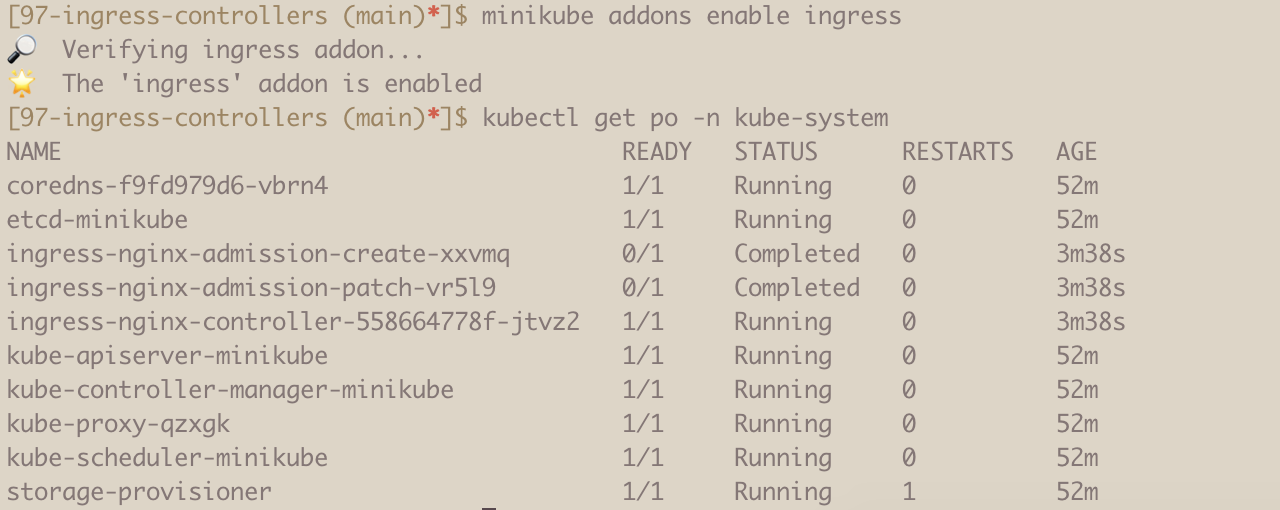 [97-ingress-controllers (main)*]$ minikube addons enable ingress
🔎  Verifying ingress addon...
🌟  The 'ingress' addon is enabled
[97-ingress-controllers (main)*]$ kubectl get po -n kube-system
NAME                                        READY   STATUS      RESTARTS   AGE
coredns-f9fd979d6-vbrn4                     1/1     Running     0          52m
etcd-minikube                               1/1     Running     0          52m
ingress-nginx-admission-create-xxvmq        0/1     Completed   0          3m38s
ingress-nginx-admission-patch-vr5l9         0/1     Completed   0          3m38s
ingress-nginx-controller-558664778f-jtvz2   1/1     Running     0          3m38s
kube-apiserver-minikube                     1/1     Running     0          52m
kube-controller-manager-minikube            1/1     Running     0          52m
kube-proxy-qzxgk                            1/1     Running     0          52m
kube-scheduler-minikube                     1/1     Running     0          52m
storage-provisioner                         1/1     Running     1          52m